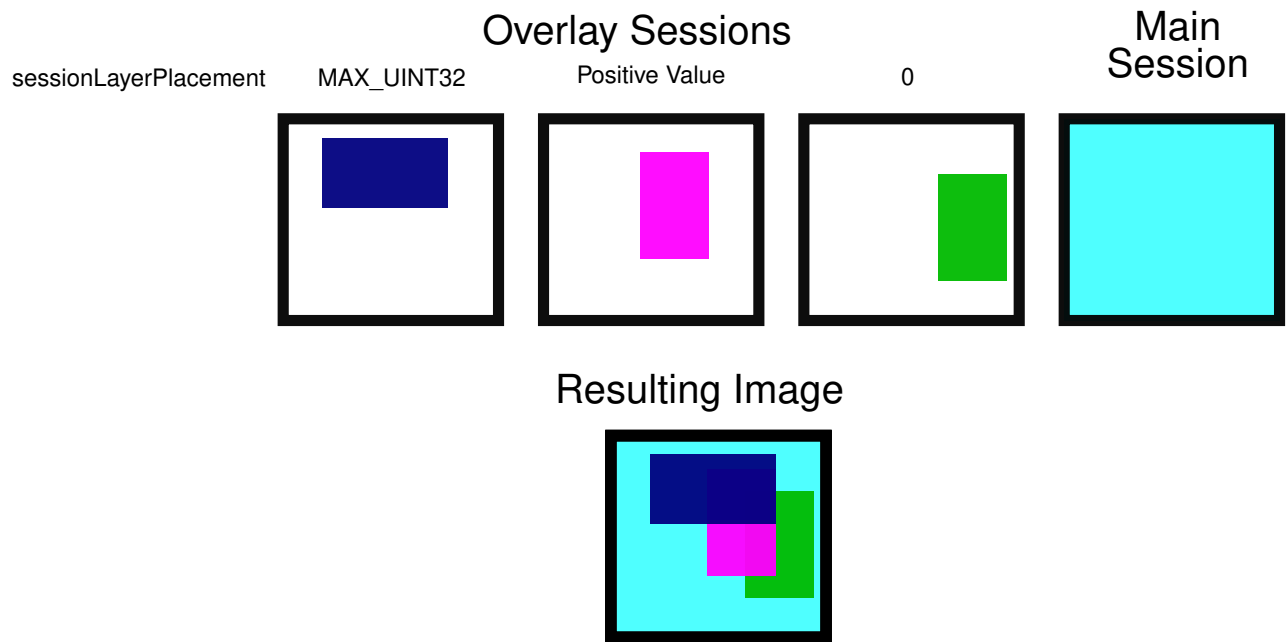 Overlay Sessions
Main
Session
sessionLayerPlacement
MAX_UINT32
Positive Value
0
Resulting Image